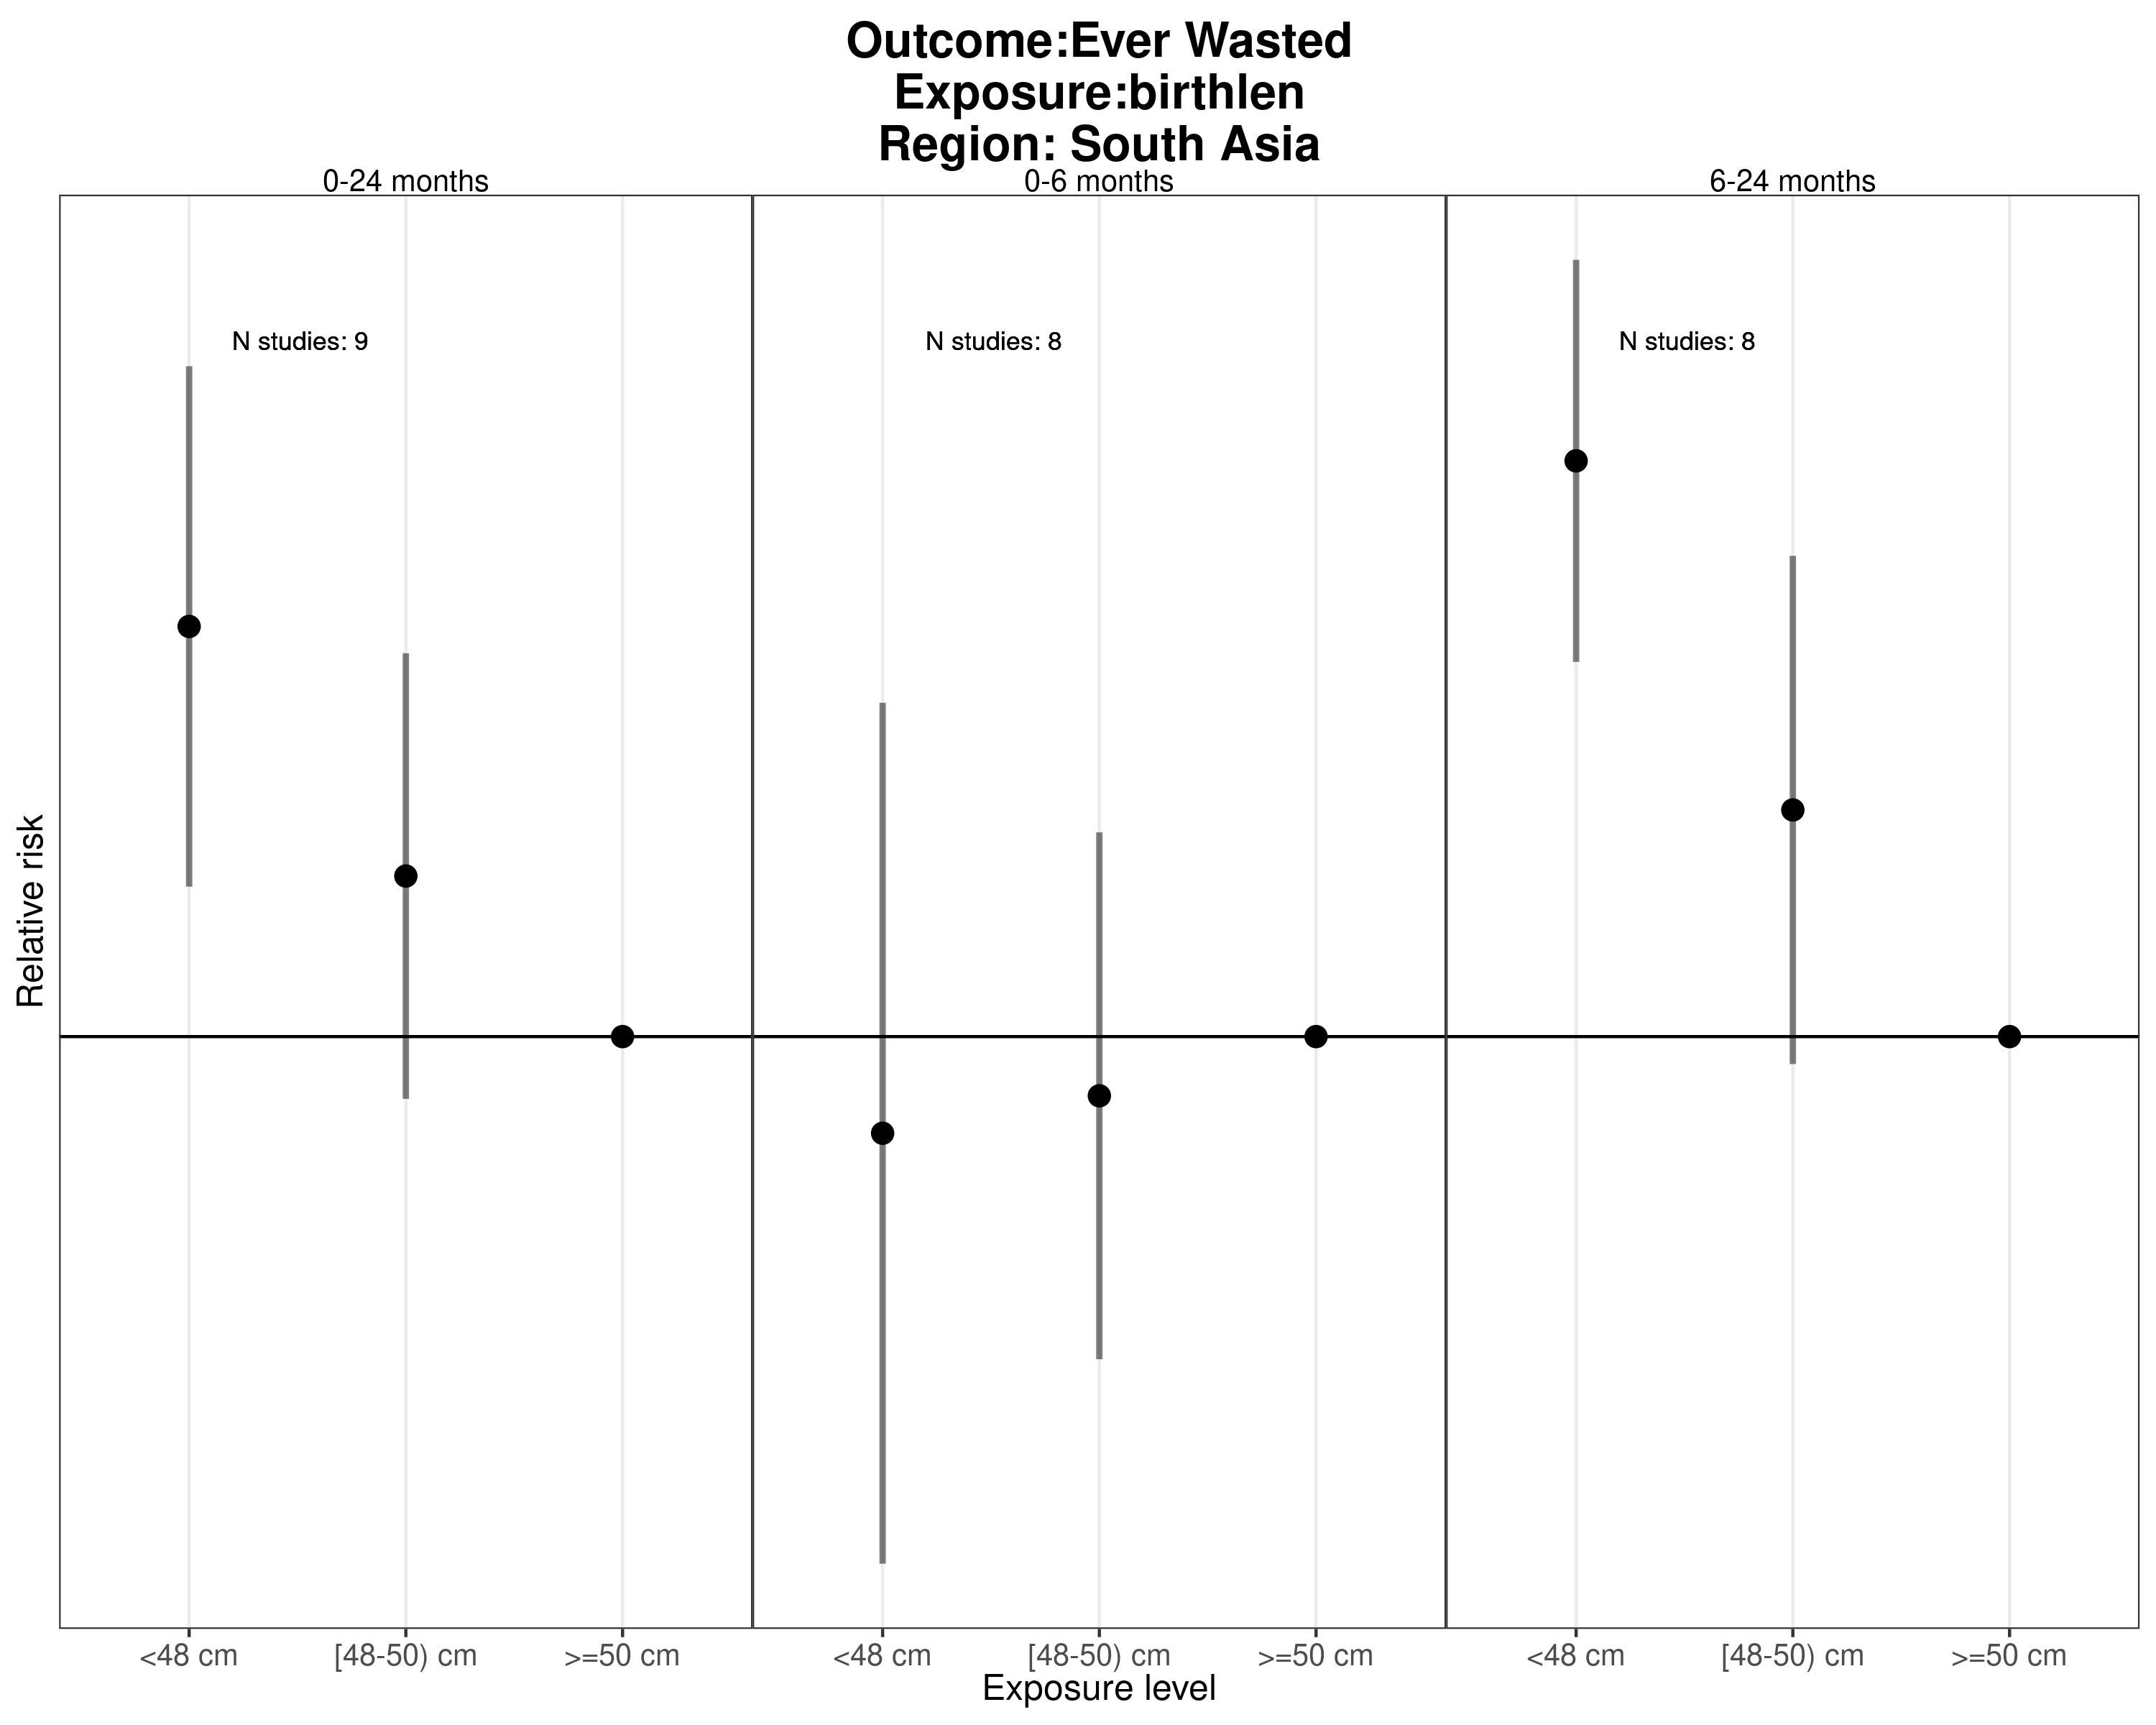 Outcome:Ever Wasted
Exposure:birthlen
Region: South Asia
0-24 months
0-6 months
6-24 months
N studies: 9
N studies: 8
N studies: 8
Relative risk
<48 cm
[48-50) cm
>=50 cm
<48 cm
[48-50) cm
>=50 cm
<48 cm
[48-50) cm
>=50 cm
Exposure level